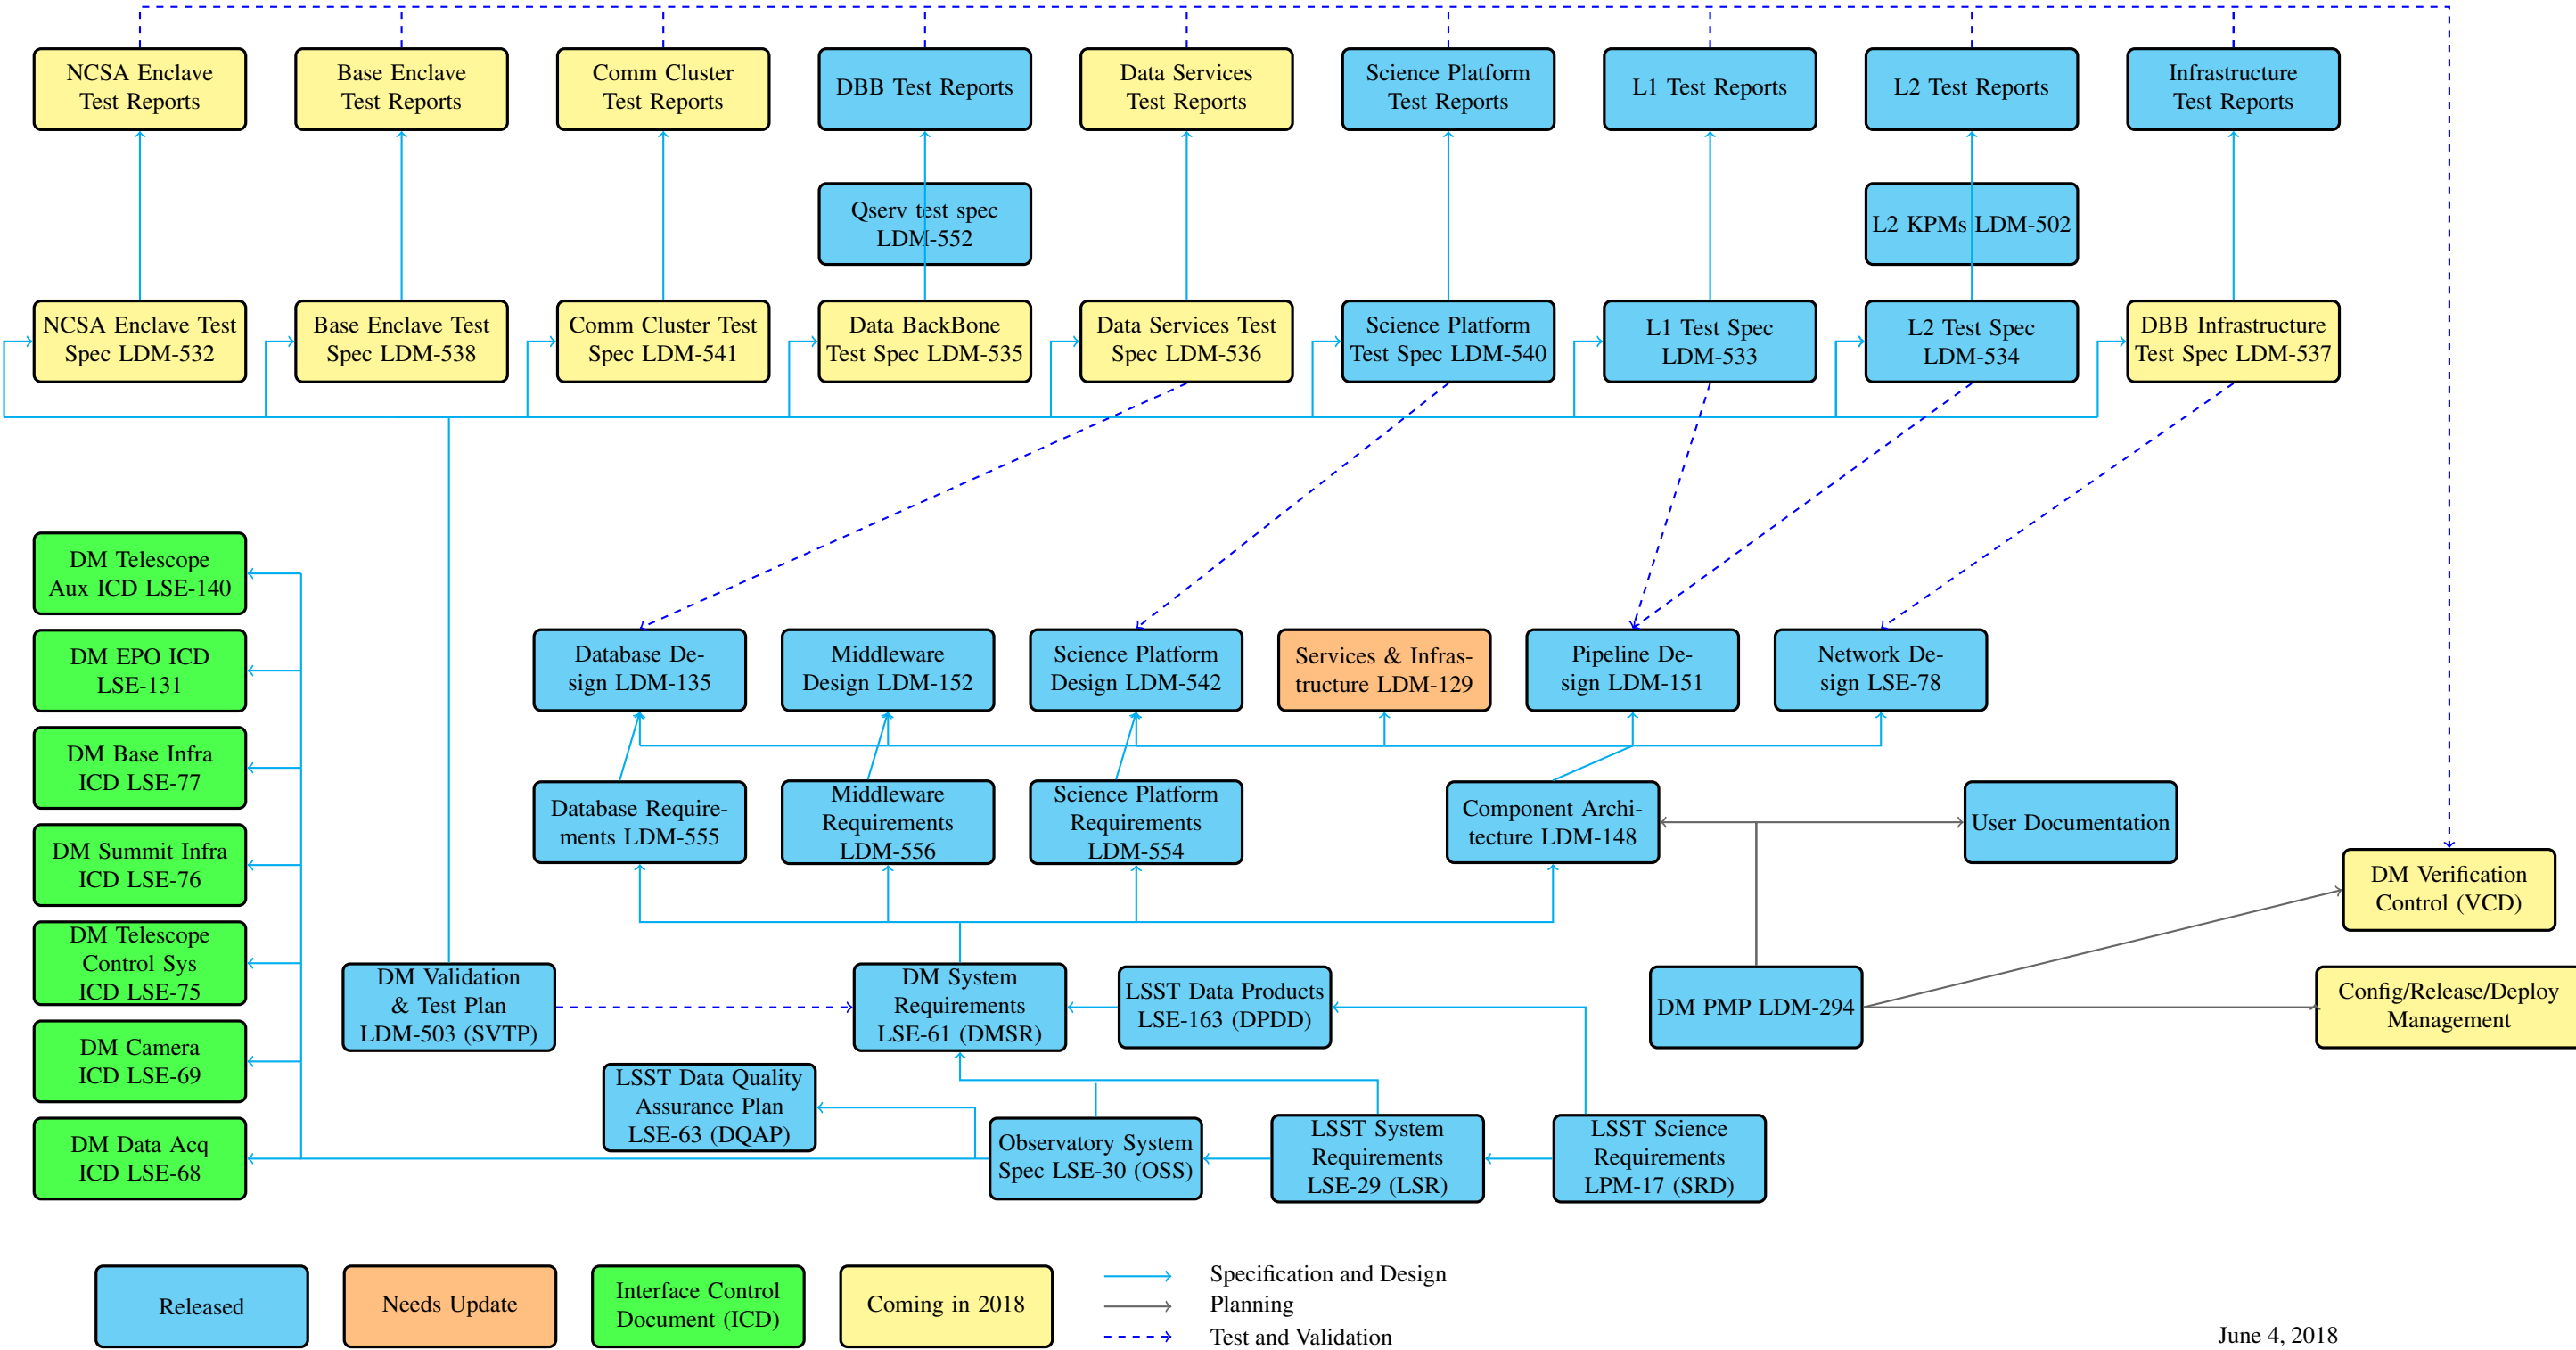 NCSA Enclave
Test Reports
Base Enclave
Test Reports
Comm Cluster
Test Reports
DBB Test Reports
Data Services
Test Reports
Science Platform
Test Reports
L1 Test Reports
L2 Test Reports
Infrastructure
Test Reports
Qserv test spec
LDM-552
L2 KPMs LDM-502
NCSA Enclave Test
Spec LDM-532
Base Enclave Test
Spec LDM-538
Comm Cluster Test
Spec LDM-541
Data BackBone
Test Spec LDM-535
Data Services Test
Spec LDM-536
Science Platform
Test Spec LDM-540
L1 Test Spec
LDM-533
L2 Test Spec
LDM-534
DBB Infrastructure
Test Spec LDM-537
DM Telescope
Aux ICD LSE-140
DM EPO ICD
LSE-131
DM Base Infra
ICD LSE-77
DM Summit Infra
ICD LSE-76
DM Telescope
Control Sys
ICD LSE-75
DM Camera
ICD LSE-69
DM Data Acq
ICD LSE-68
Database De-
sign LDM-135
Middleware
Design LDM-152
Science Platform
Design LDM-542
Services & Infras-
tructure LDM-129
Pipeline De-
sign LDM-151
Network De-
sign LSE-78
Database Require-
ments LDM-555
Middleware
Requirements
LDM-556
Science Platform
Requirements
LDM-554
Component Archi-
tecture LDM-148
User Documentation
DM Verification
Control (VCD)
DM Validation
& Test Plan
LDM-503 (SVTP)
DM System
Requirements
LSE-61 (DMSR)
LSST Data Products
LSE-163 (DPDD)
DM PMP LDM-294
Config/Release/Deploy
Management
LSST Data Quality
Assurance Plan
LSE-63 (DQAP)
Observatory System
Spec LSE-30 (OSS)
LSST System
Requirements
LSE-29 (LSR)
LSST Science
Requirements
LPM-17 (SRD)
Released
Needs Update
Interface Control
Document (ICD)
Coming in 2018
Specification and Design
Planning
Test and Validation
June 4, 2018